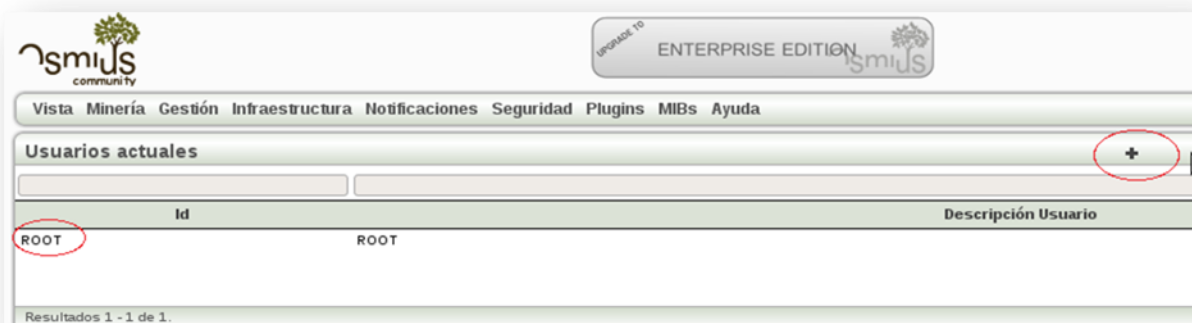 Osmius
community
UPGRADE TO
ENTERPRISE EDITION
Osmius
Vista Minería Gestión Infraestructura Notificaciones Seguridad Plugins MIBs Ayuda
Usuarios actuales +
Id Descripción Usuario
ROOT ROOT
Resultados 1 - 1 de 1.